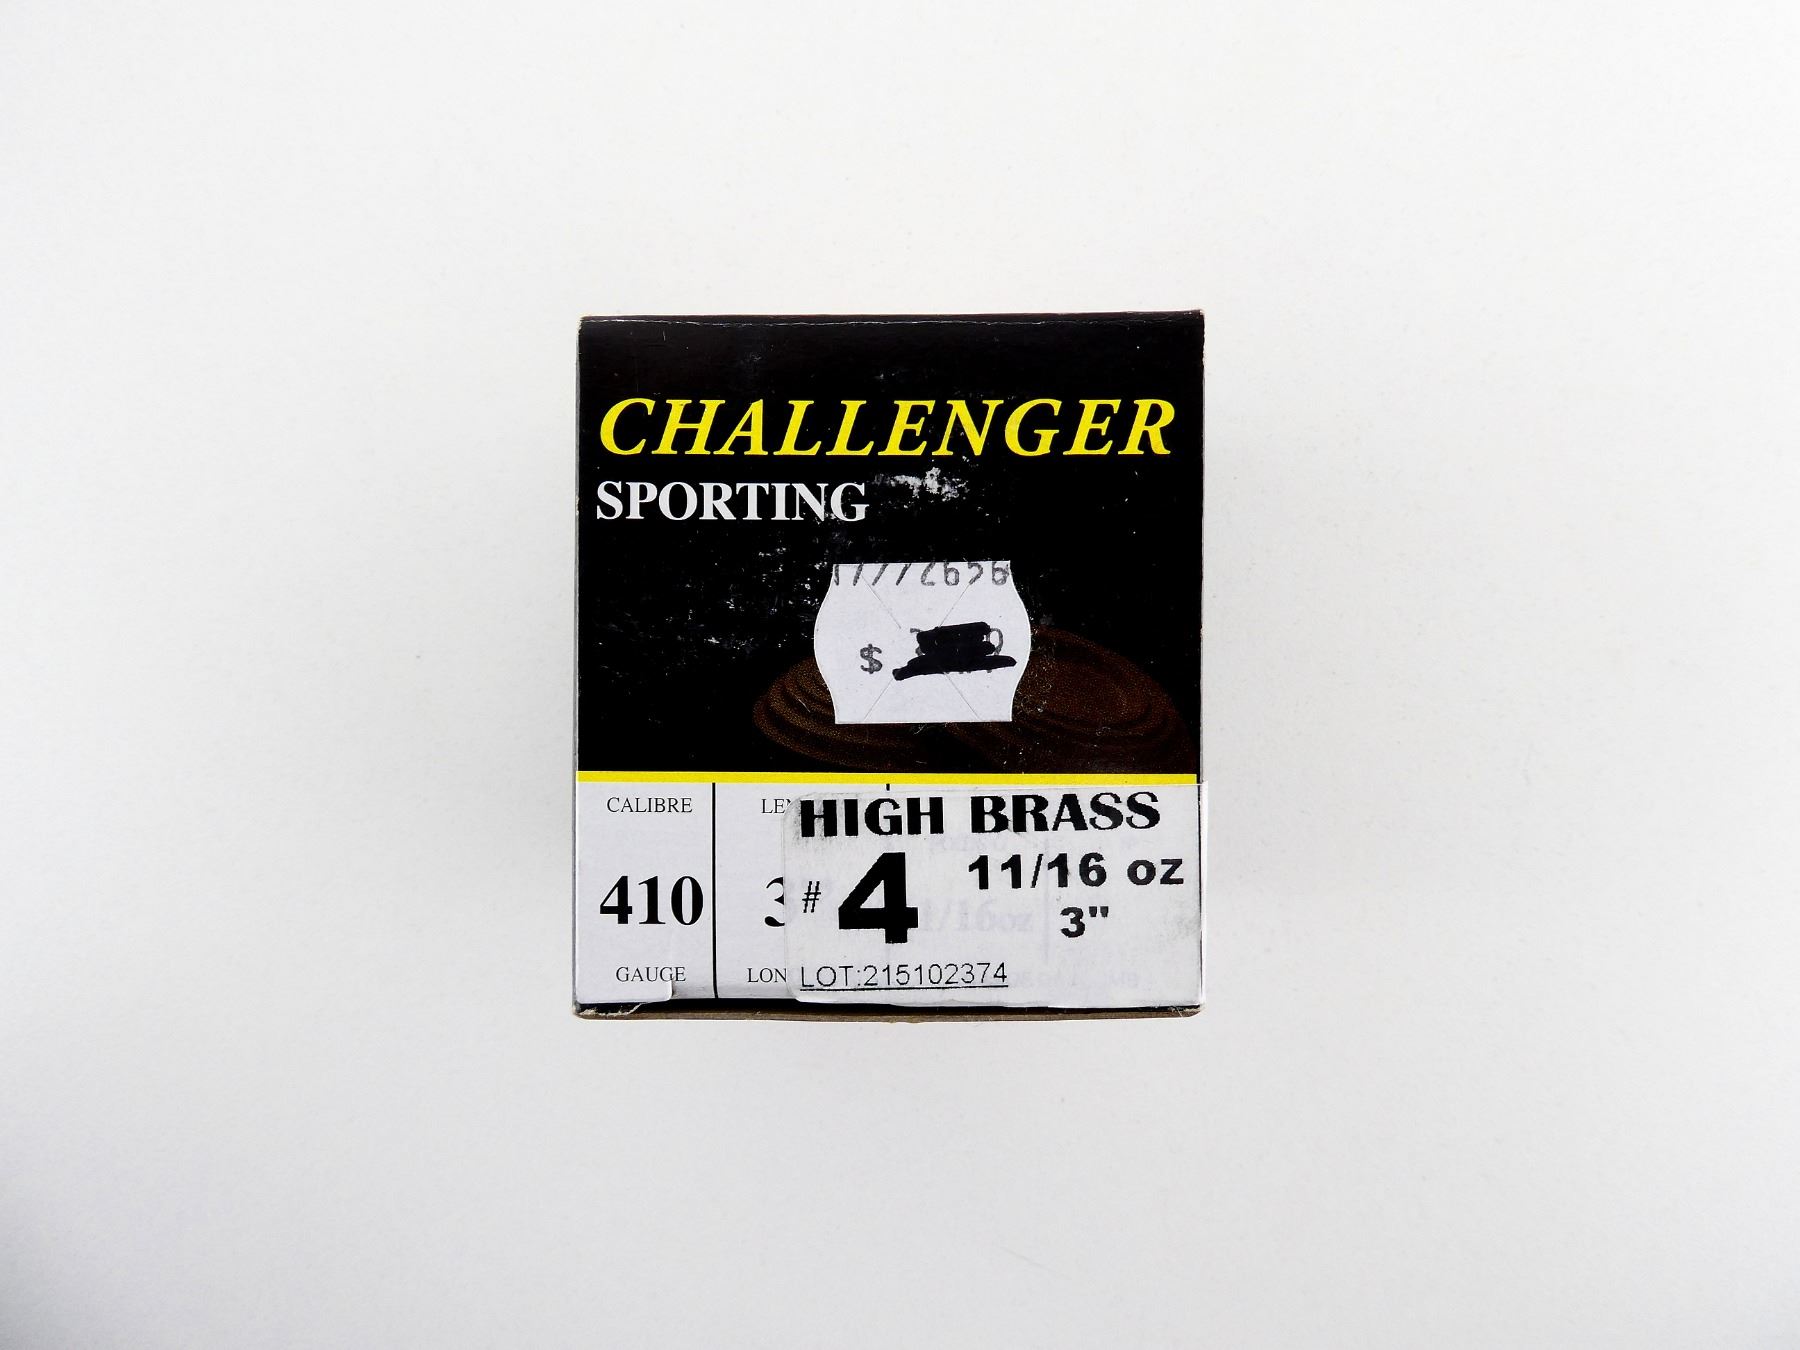 CHALLENGER
SPORTING
$
CALIBRE
410
GAUGE
HIGH BRASS
# 4 11/16 oz
3"
LOT:215102374